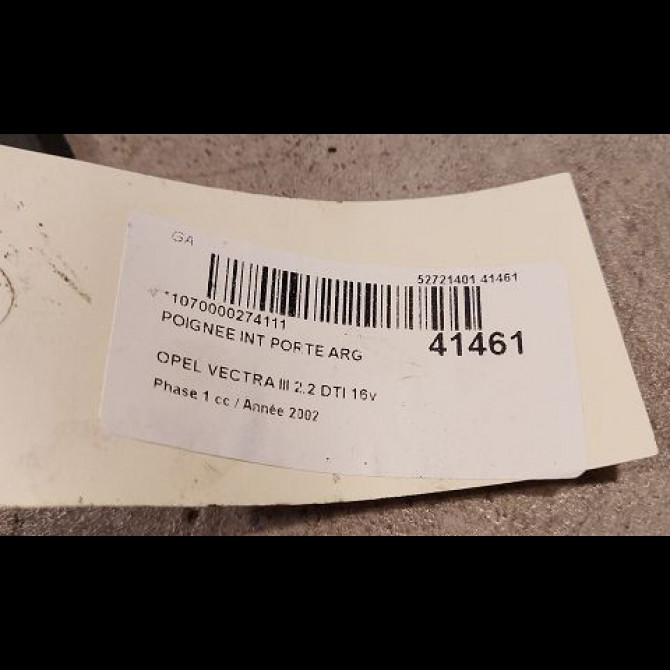 GA
52721401 41461
*1070000274111
POIGNEE INT PORTE ARG
41461
OPEL VECTRA III 2.2 DTI 16v
Phase 1 cc / Année 2002